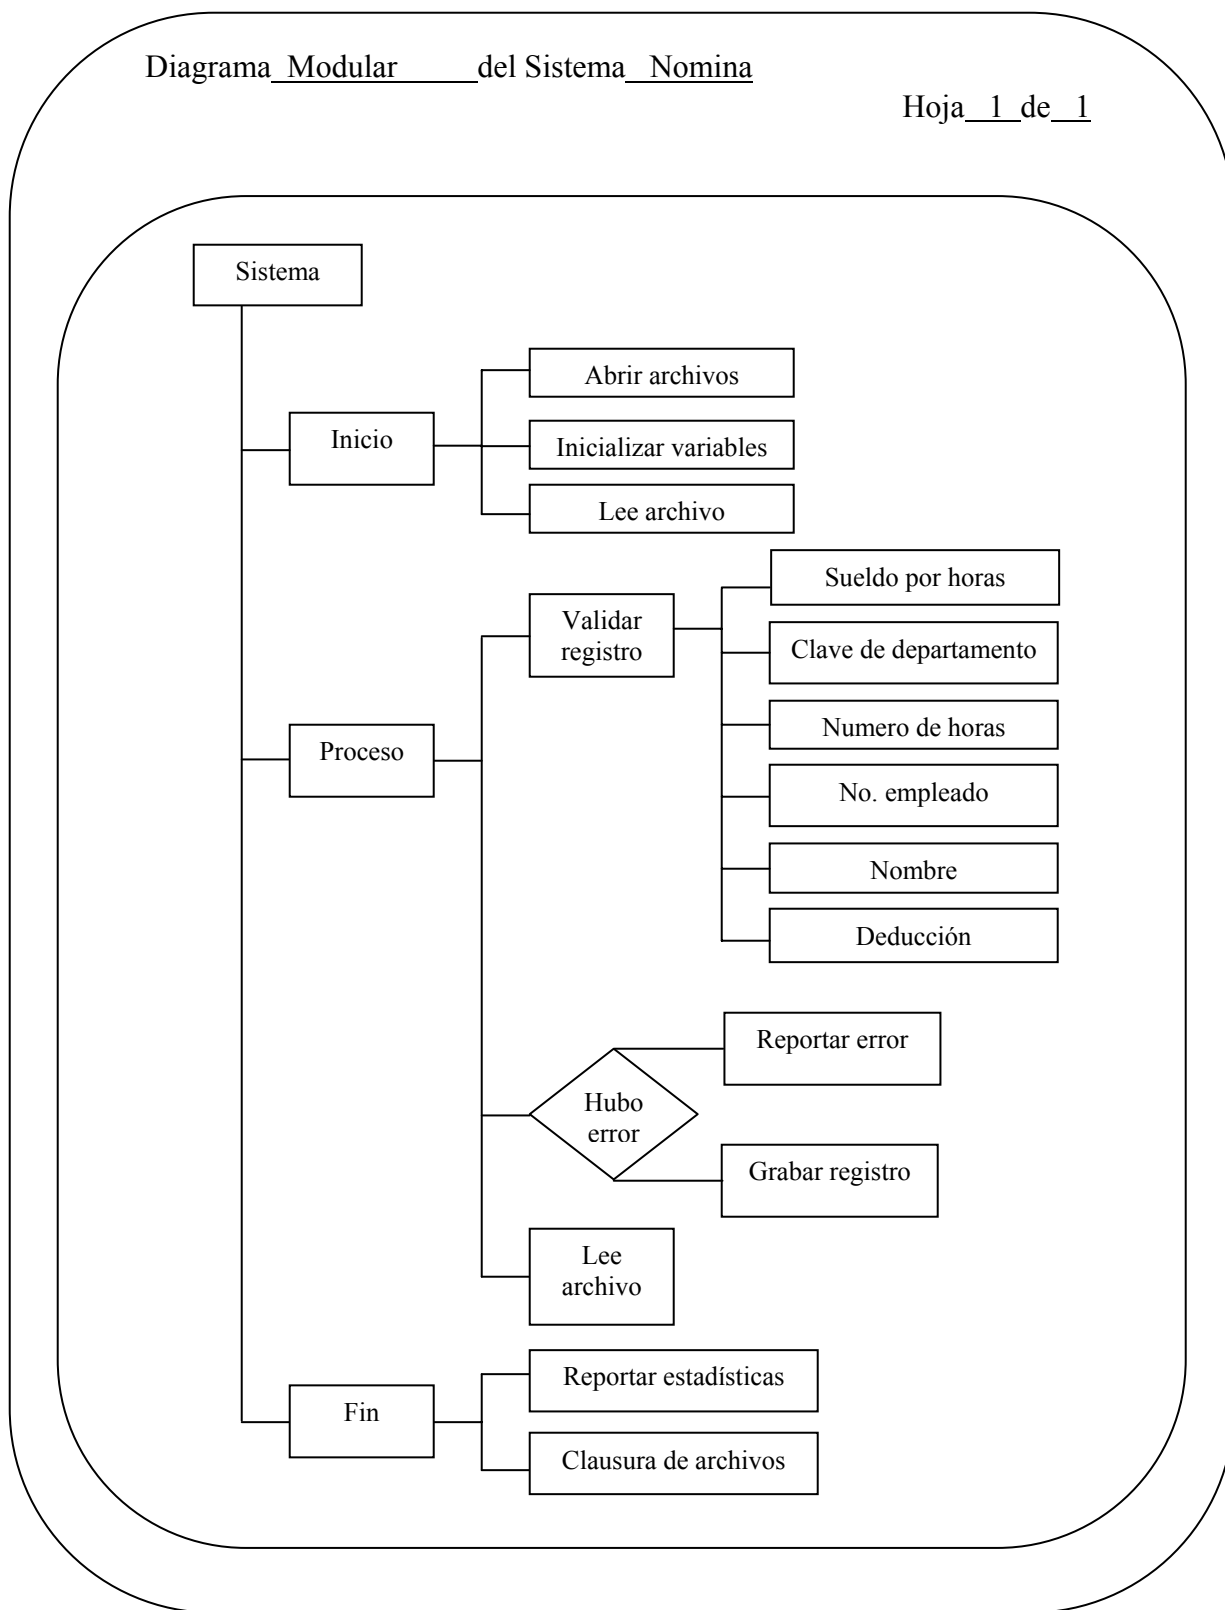 Diagrama Modular del Sistema Nomina
Hoja 1 de 1
Sistema
Inicio
Abrir archivos
Inicializar variables
Lee archivo
Proceso
Validar
registro
Sueldo por horas
Clave de departamento
Numero de horas
No. empleado
Nombre
Deducción
Hubo
error
Reportar error
Grabar registro
Lee
archivo
Fin
Reportar estadísticas
Clausura de archivos